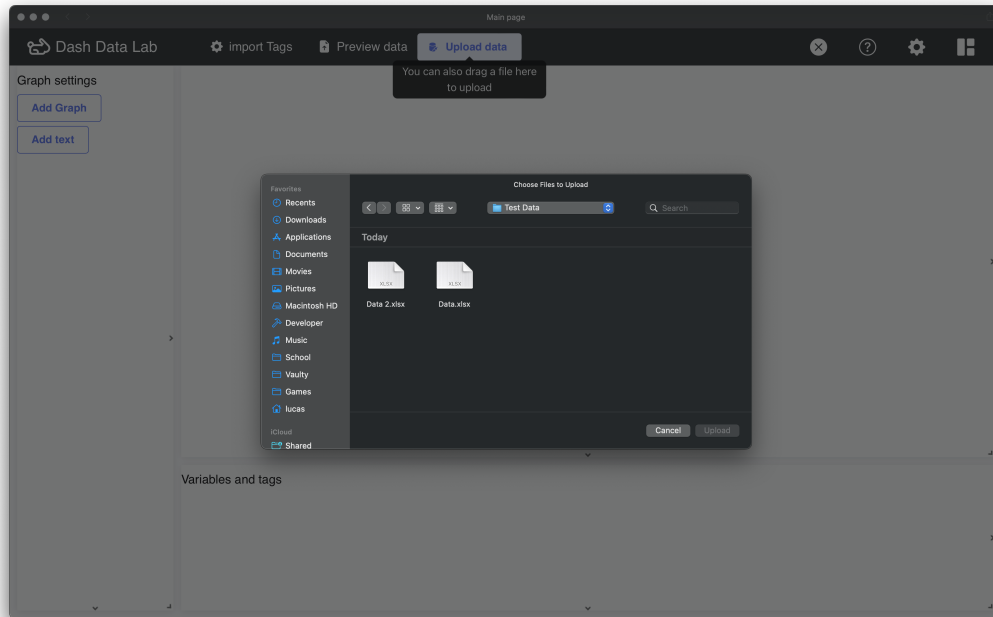 Main page
Dash Data Lab
import Tags
Preview data
Upload data
You can also drag a file here
to upload
Graph settings
Add Graph
Add text
Choose Files to Upload
Favorites
Recents
Downloads
Applications
Documents
Movies
Pictures
Macintosh HD
Developer
Music
School
Vaulty
Games
lucas
iCloud
Shared
Test Data
Search
Today
XLSX
XLSX
Data 2.xlsx
Data.xlsx
Cancel
Upload
Variables and tags